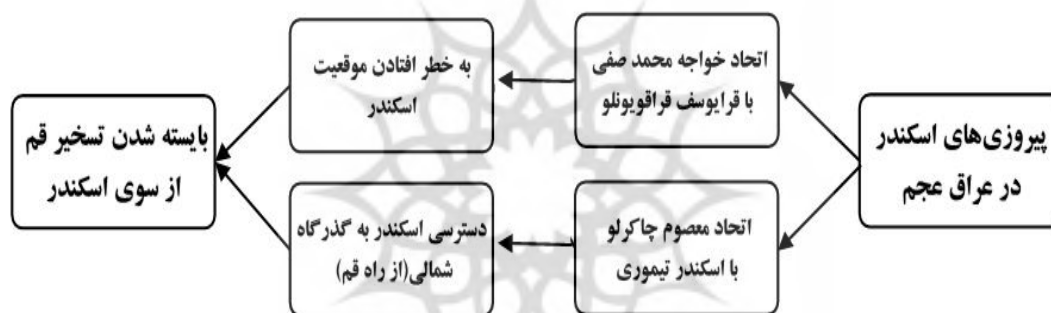 پیروزی‌های اسکندر
در عراق عجم
اتحاد خواجه محمد صفی
با قرایوسف قراقویونلو
به خطر افتادن موقعیت
اسکندر
اتحاد معصوم چاکرلو
با اسکندر تیموری
دسترسی اسکندر به گذرگاه
شمالی(از راه قم)
بایسته شدن تسخیر قم
از سوی اسکندر